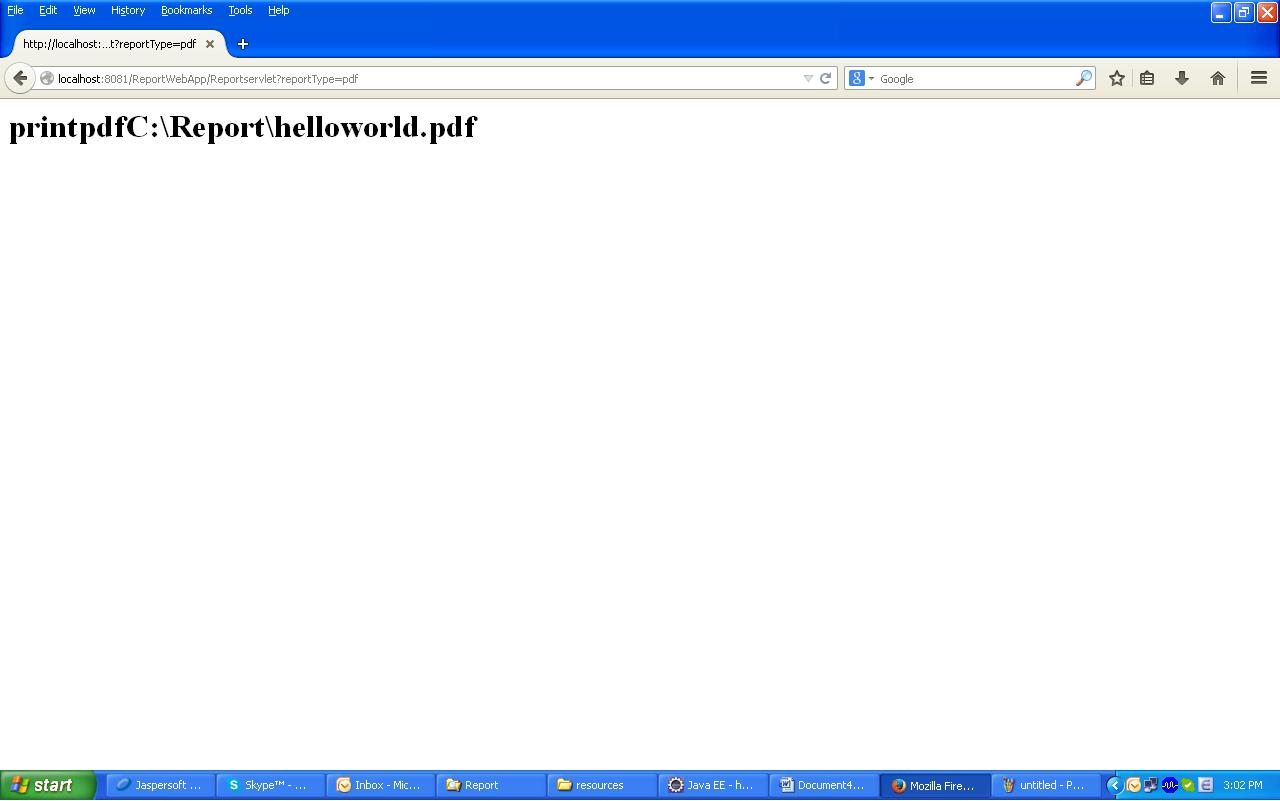 File Edit View History Bookmarks Tools Help
http://localhost:...t?reportType=pdf
localhost:8081/ReportWebApp/Reportservlet?reportType=pdf
Google
printpdfC:\Report\helloworld.pdf
start Jaspersoft ... Skype™ - ... Inbox - Mic... Report resources Java EE - h... Document4... Mozilla Fire... untitled - P... 3:02 PM